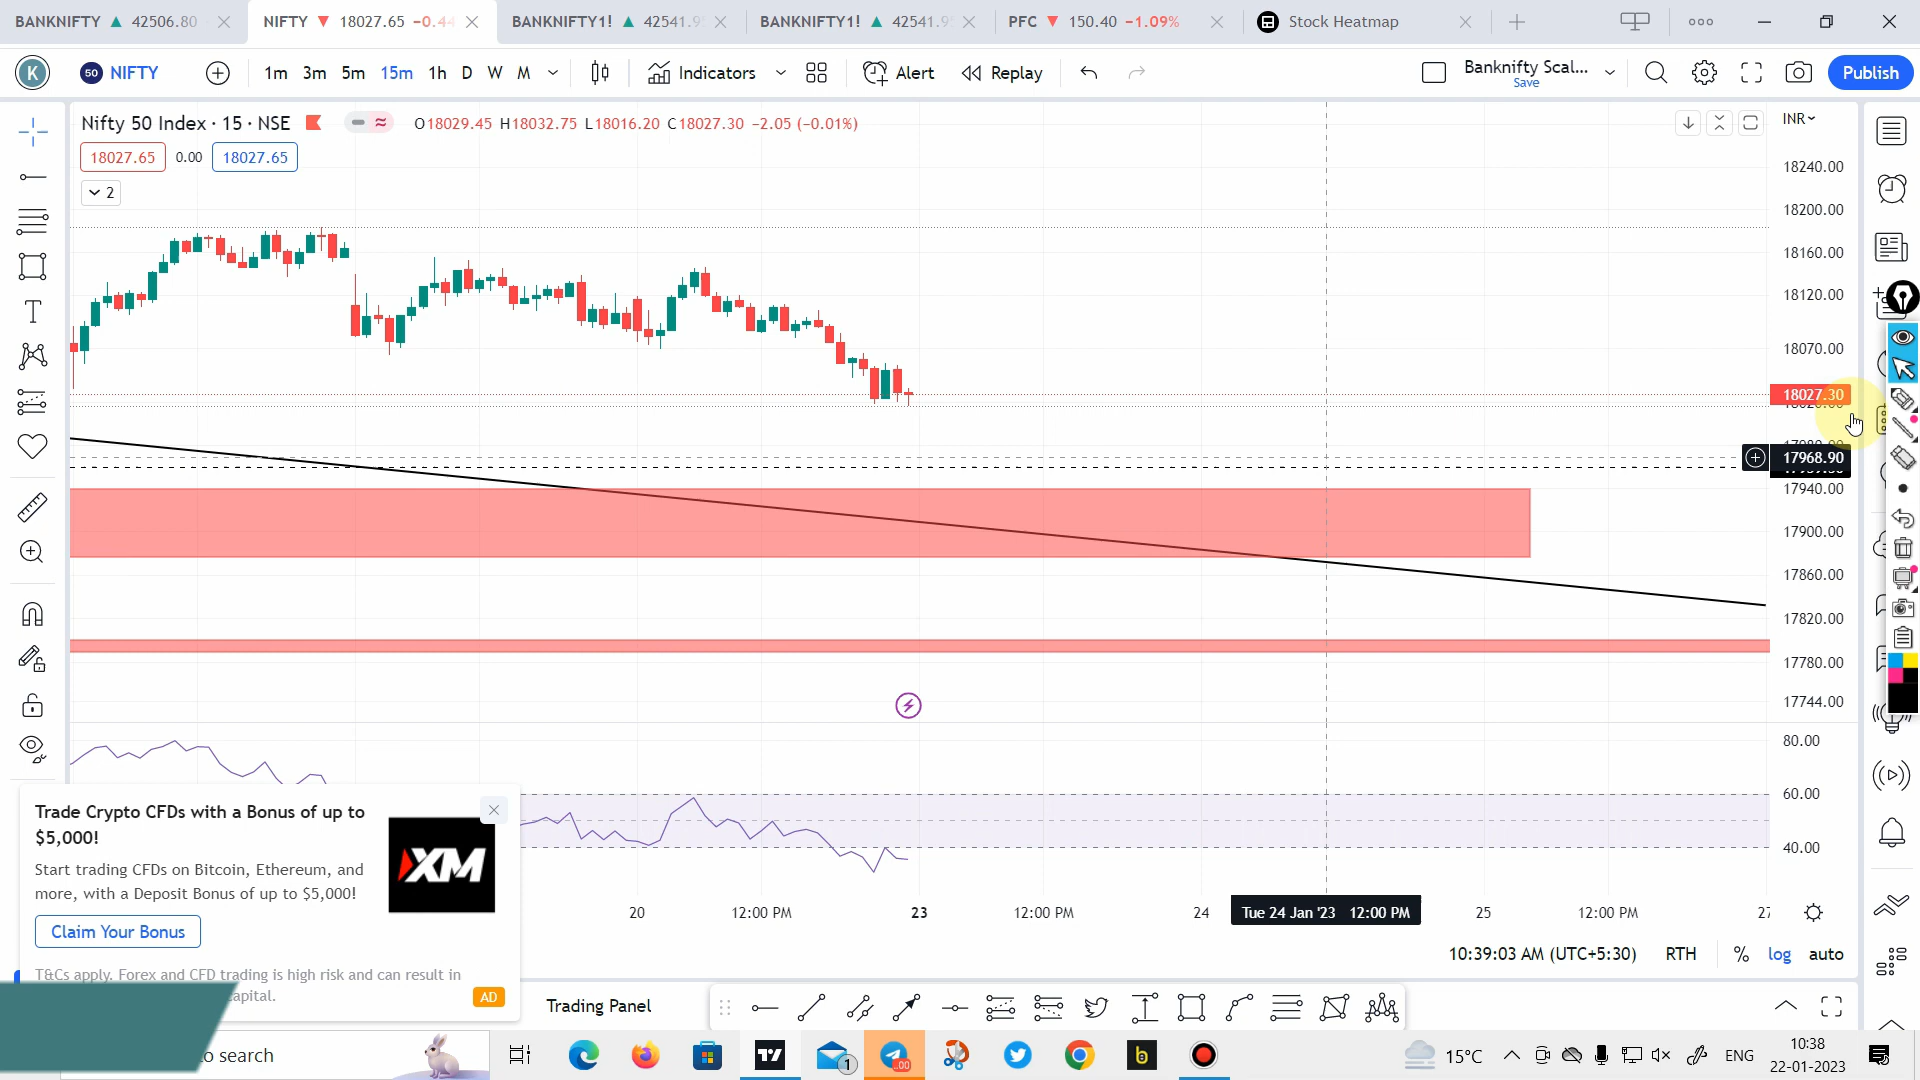 BANKNIFTY ▲ 42506.80
NIFTY ▼ 18027.65 -0.44
BANKNIFTY1! ▲ 42541.9
BANKNIFTY1! ▲ 42541.9
PFC ▼ 150.40 -1.09%
Stock Heatmap
K
50 NIFTY
1m 3m 5m 15m 1h D W M
Indicators
Alert
Replay
Banknifty Scal...
Save
Publish
Nifty 50 Index · 15 · NSE
O18029.45 H18032.75 L18016.20 C18027.30 -2.05 (-0.01%)
INR
18027.65 0.00 18027.65
2
18240.00
18200.00
18160.00
18120.00
18070.00
18027.30
17968.90
17940.00
17900.00
17860.00
17820.00
17780.00
17744.00
80.00
60.00
40.00
Trade Crypto CFDs with a Bonus of up to
$5,000!
Start trading CFDs on Bitcoin, Ethereum, and
more, with a Deposit Bonus of up to $5,000!
XM
Claim Your Bonus
T&Cs apply. Forex and CFD trading is high risk and can result in
capital.
AD
20 12:00 PM 23 12:00 PM 24 Tue 24 Jan '23 12:00 PM 25 12:00 PM 27
10:39:03 AM (UTC+5:30) RTH % log auto
Trading Panel
o search
1
.00
b
15°C
ENG
10:38
22-01-2023